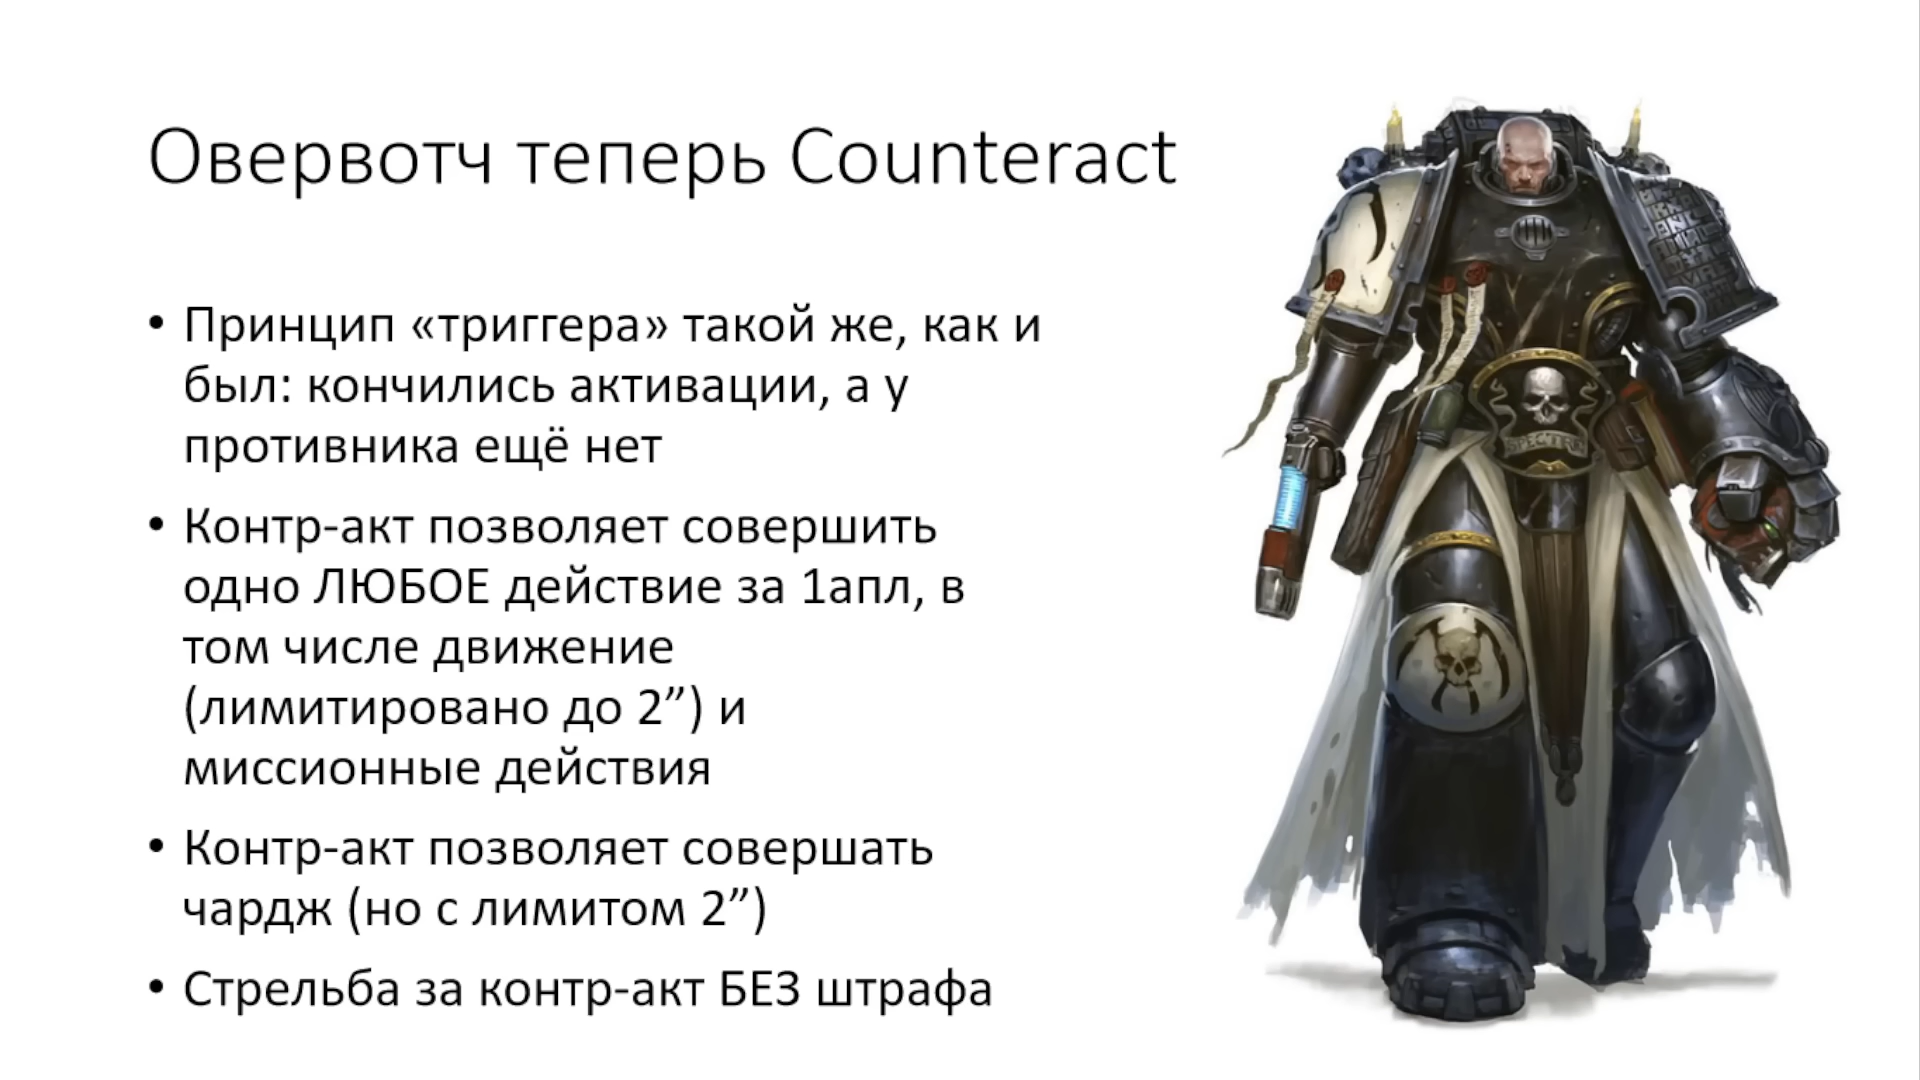 Овервотч теперь Counteract
• Принцип «триггера» такой же, как и
был: кончились активации, а у
противника ещё нет
• Контр-акт позволяет совершить
одно ЛЮБОЕ действие за 1апл, в
том числе движение
(лимитировано до 2”) и
миссионные действия
• Контр-акт позволяет совершать
чардж (но с лимитом 2”)
• Стрельба за контр-акт БЕЗ штрафа